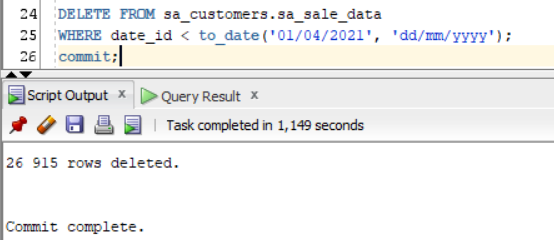 24 DELETE FROM sa_customers.sa_sale_data
25 WHERE date_id < to_date('01/04/2021', 'dd/mm/yyyy');
26 commit;
Script Output x Query Result x
Task completed in 1,149 seconds
26 915 rows deleted.
Commit complete.